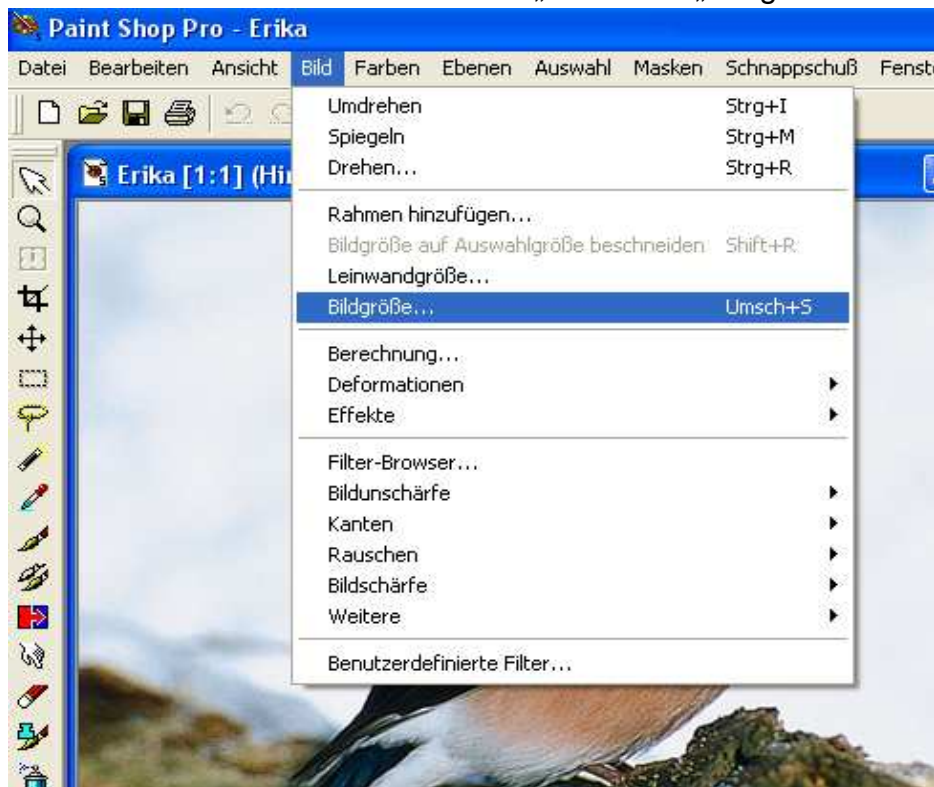 Paint Shop Pro - Erika
Datei Bearbeiten Ansicht Bild Farben Ebenen Auswahl Masken Schnappschuß Fenst
Umdrehen Strg+I
Spiegeln Strg+M
Drehen... Strg+R
Erika [1:1] (Hi
Rahmen hinzufügen...
Bildgröße auf Auswahlgröße beschneiden Shift+R
Leinwandgröße...
Bildgröße... Umsch+S
Berechnung...
Deformationen
Effekte
Filter-Browser...
Bildunschärfe
Kanten
Rauschen
Bildschärfe
Weitere
Benutzerdefinierte Filter...